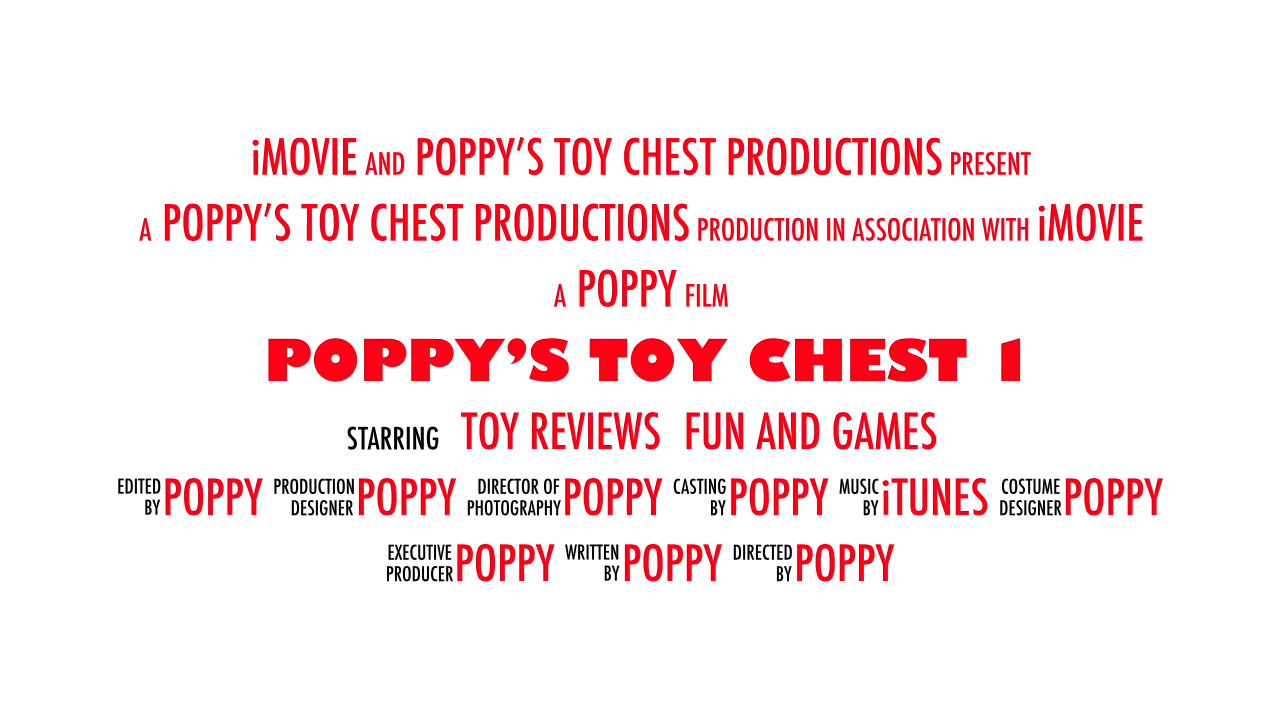 iMOVIE AND POPPY'S TOY CHEST PRODUCTIONS PRESENT
A POPPY'S TOY CHEST PRODUCTIONS PRODUCTION IN ASSOCIATION WITH iMOVIE
A POPPY FILM
POPPY'S TOY CHEST 1
STARRING TOY REVIEWS FUN AND GAMES
EDITED BY POPPY PRODUCTION DESIGNER POPPY DIRECTOR OF PHOTOGRAPHY POPPY CASTING BY POPPY MUSIC BY iTUNES COSTUME DESIGNER POPPY
EXECUTIVE PRODUCER POPPY WRITTEN BY POPPY DIRECTED BY POPPY